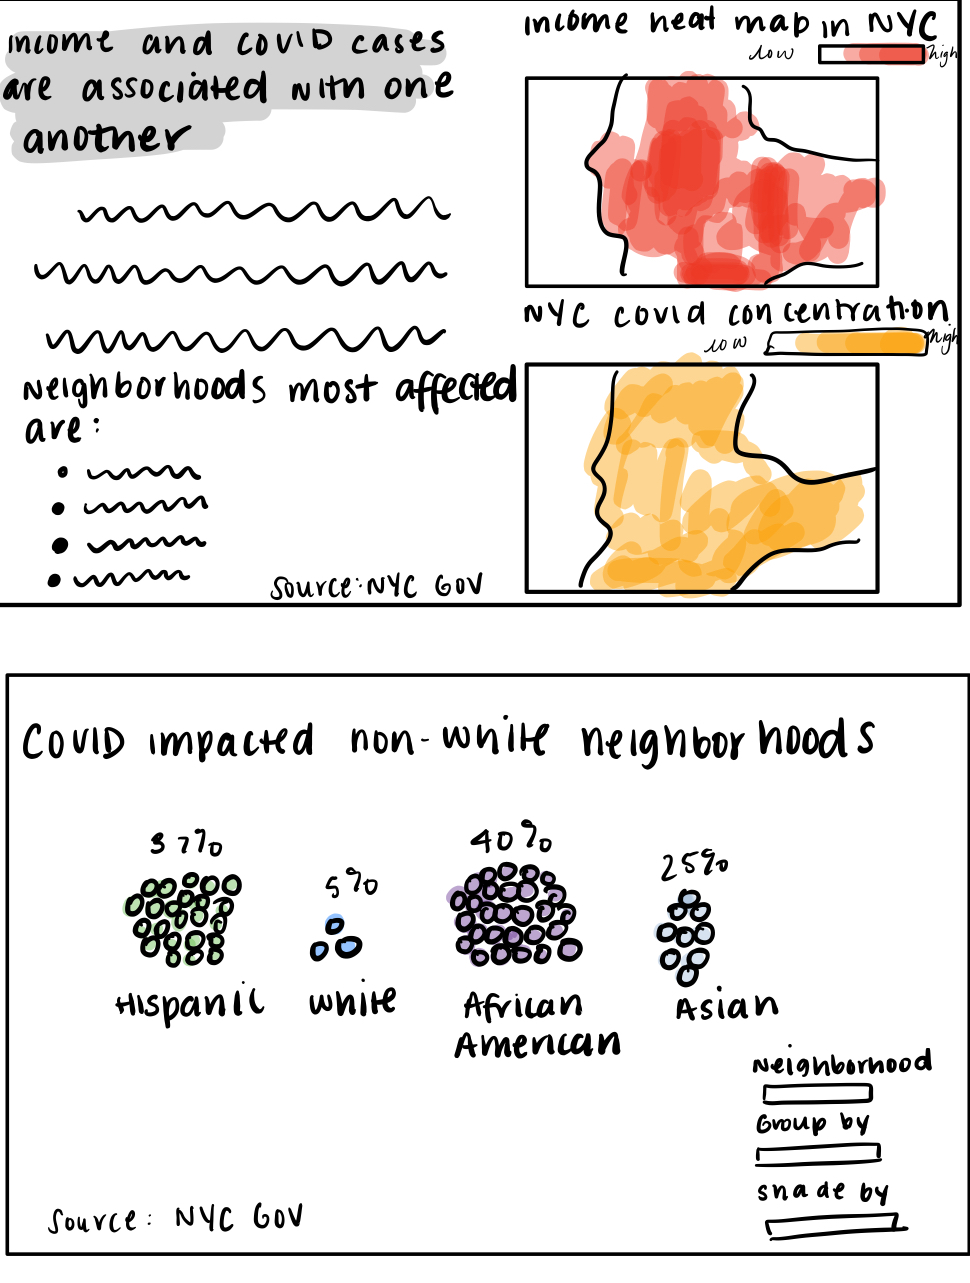 income and covid cases
are associated with one
another
Neighborhoods most affected
are:
Source: NYC GOV
income heat map in NYC
low high
NYC covid concentration
low high
COVID impacted non-white neighborhoods
37% 5% 40% 25%
Hispanic white African American Asian
Neighborhood
Group by
shade by
Source: NYC GOV